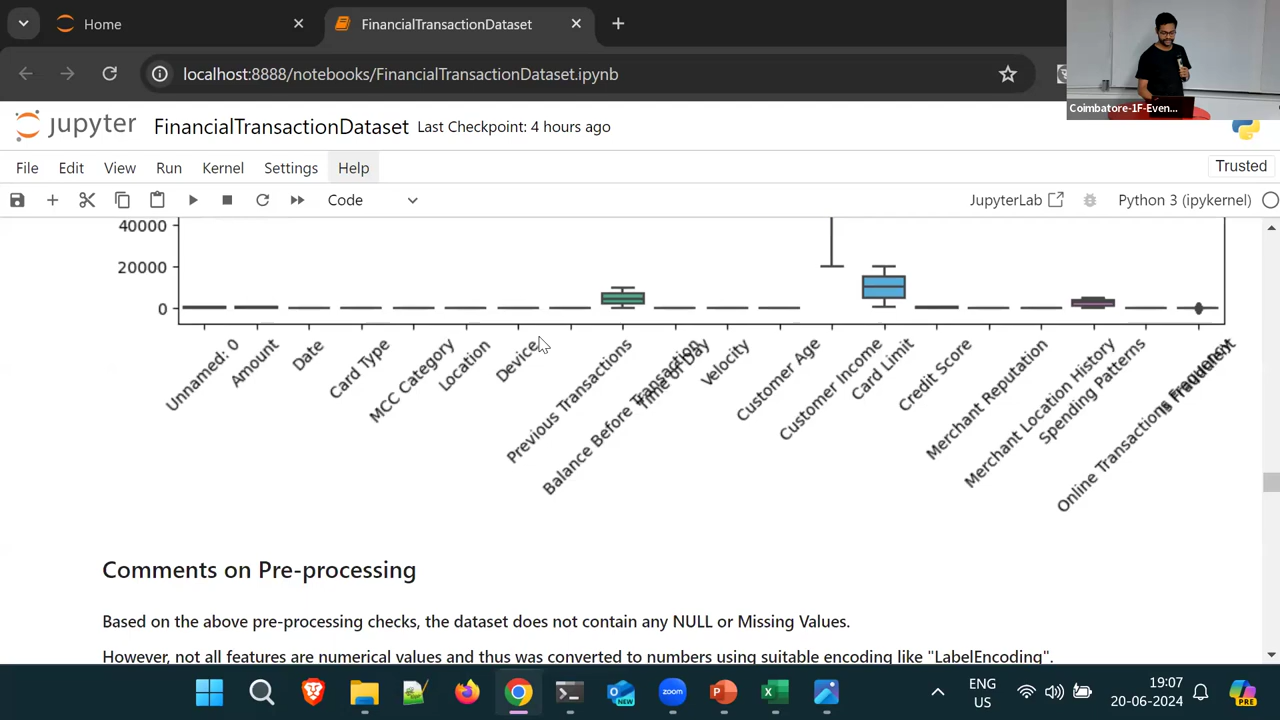 Home
FinancialTransactionDataset
localhost:8888/notebooks/FinancialTransactionDataset.ipynb
Coimbatore-1F-Even...
jupyter FinancialTransactionDataset Last Checkpoint: 4 hours ago
File Edit View Run Kernel Settings Help Trusted
Code JupyterLab Python 3 (ipykernel)
40000
20000
0
Unnamed: 0
Amount
Date
Card Type
MCC Category
Location
Device
Previous Transactions
Balance Before Transaction
Time of Day
Velocity
Customer Age
Customer Income
Card Limit
Credit Score
Merchant Reputation
Merchant Location History
Spending Patterns
Online Transactions Frequency
Is Fraudulent
Comments on Pre-processing
Based on the above pre-processing checks, the dataset does not contain any NULL or Missing Values.
However, not all features are numerical values and thus was converted to numbers using suitable encoding like "LabelEncoding".
NEW
zoom
ENG
US
19:07
20-06-2024
PRE